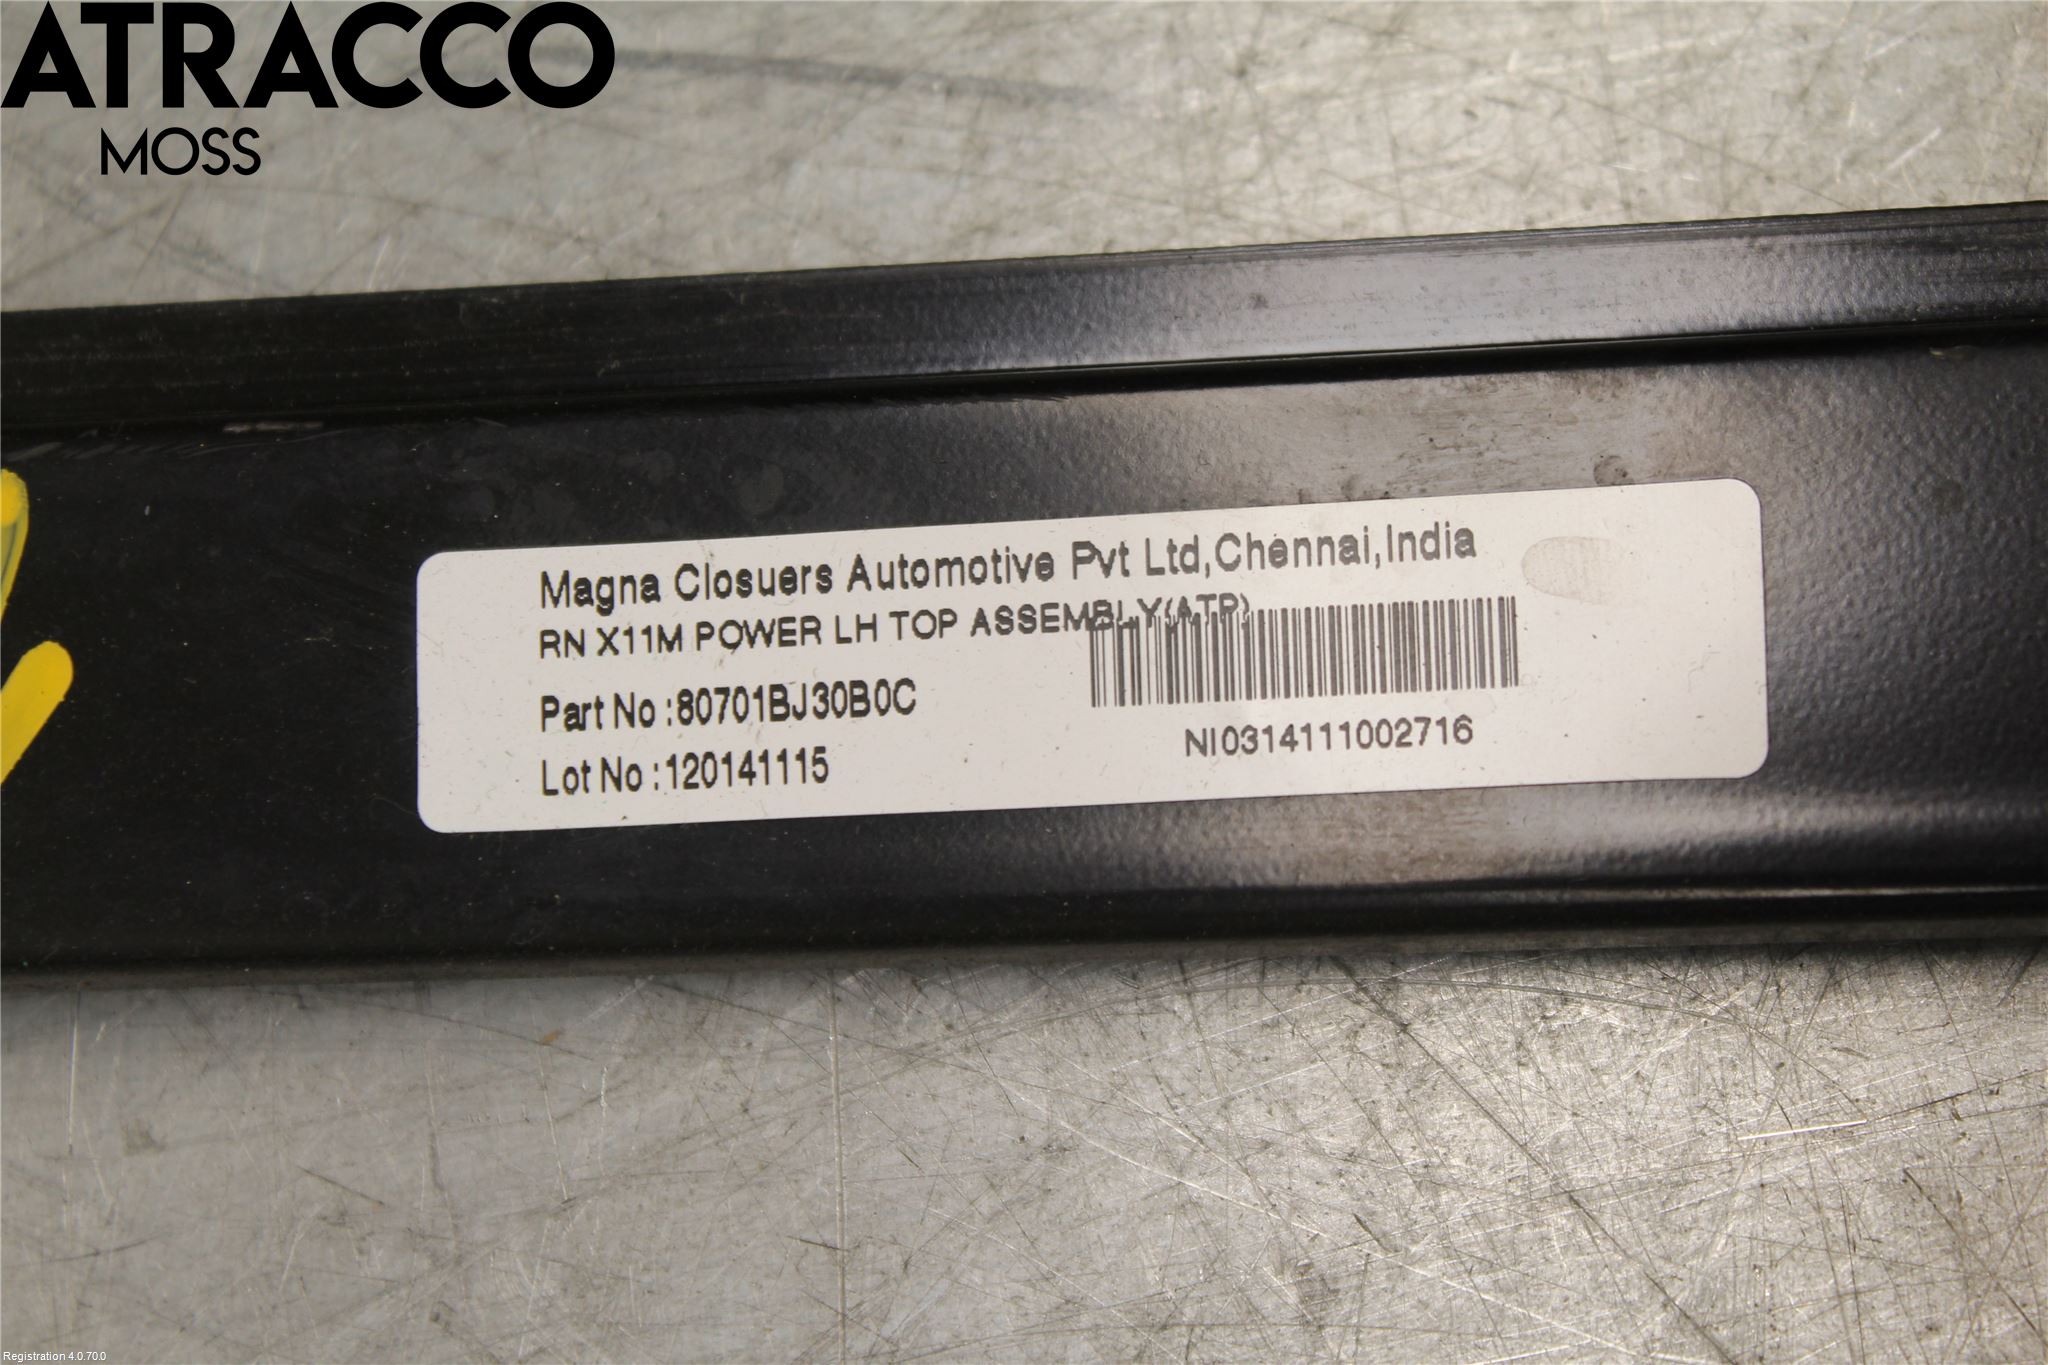 ATRACCO
MOSS
Magna Closuers Automotive Pvt Ltd,Chennai,India
RN X11M POWER LH TOP ASSEMBLY(ATP)
Part No :80701BJ30B0C
Lot No :120141115
NI0314111002716
Registration 4.0.70.0